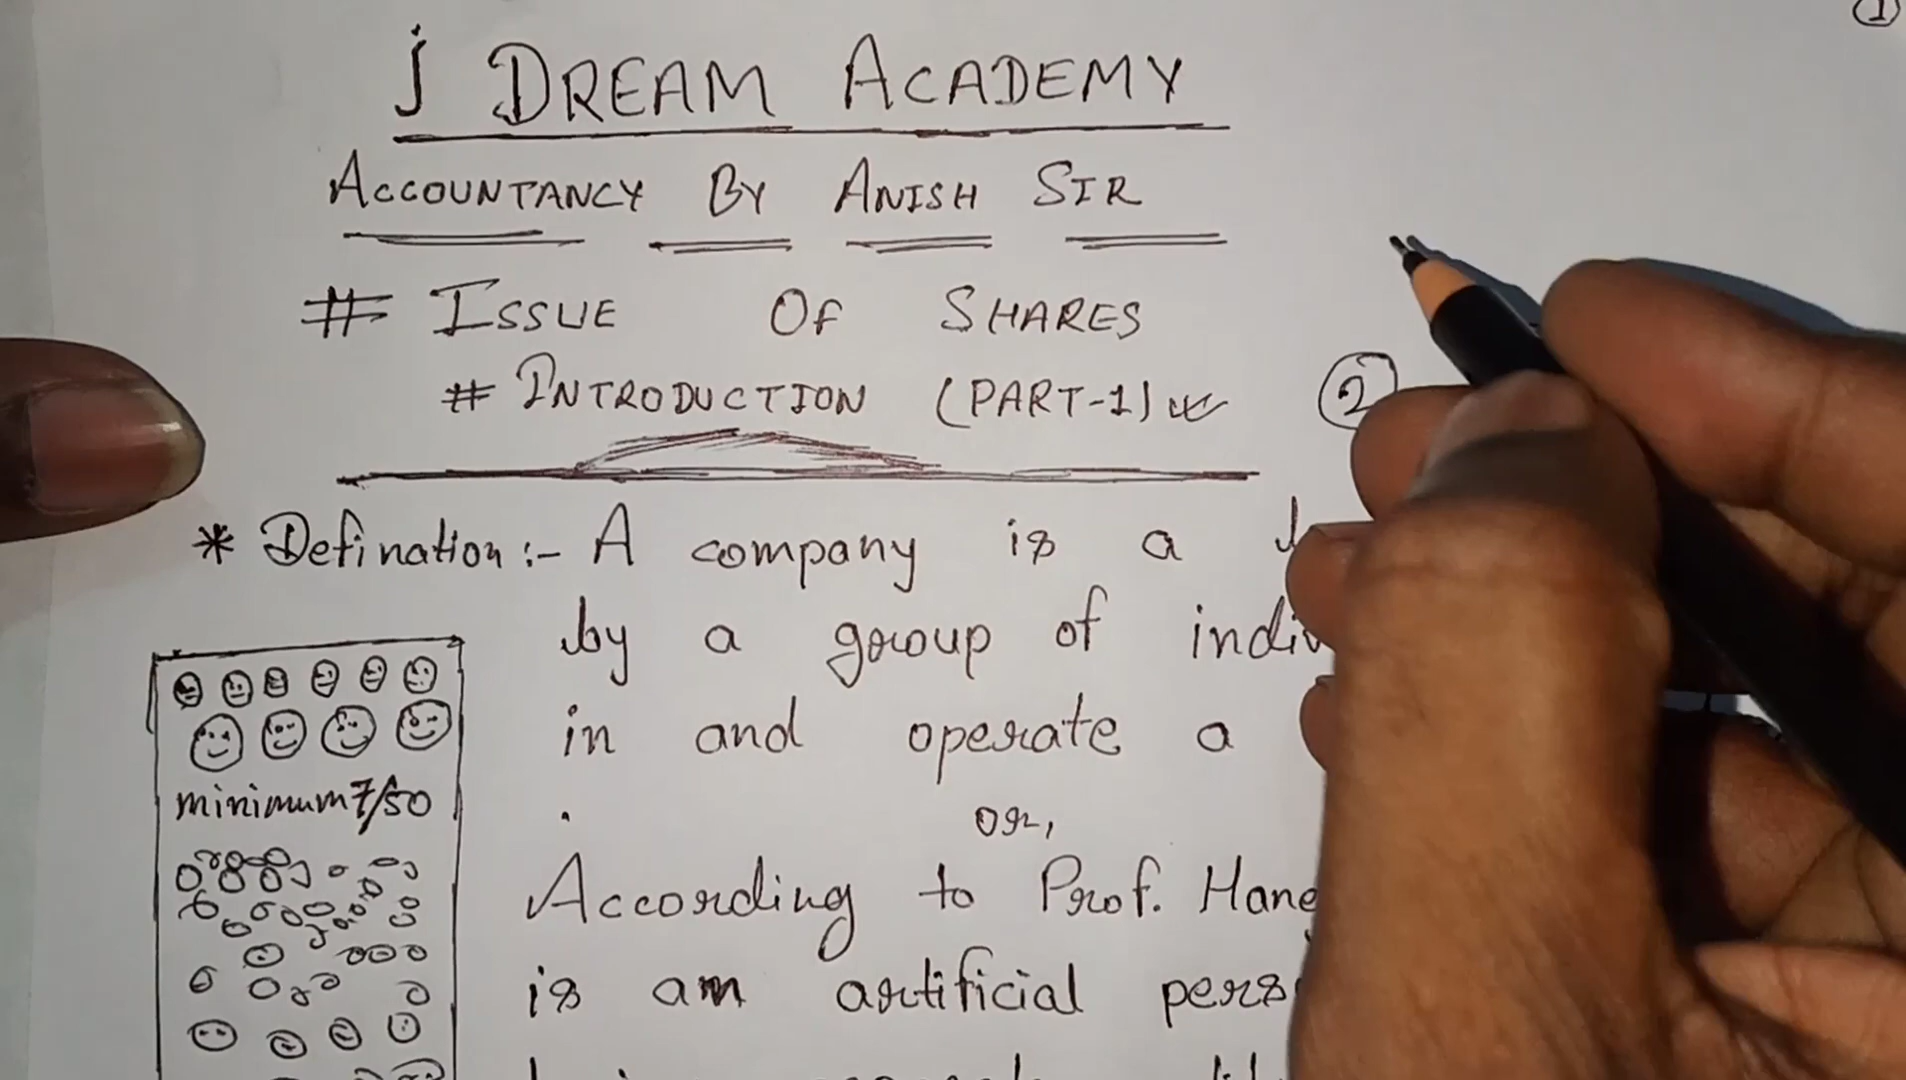 1
j DREAM ACADEMY
ACCOUNTANCY BY ANISH SIR
# ISSUE OF SHARES
# INTRODUCTION (PART-1)
2
* Defination :- A company is a
by a group of
in and operate a
or,
According to Prof.
is an artificial
minimum 7/50